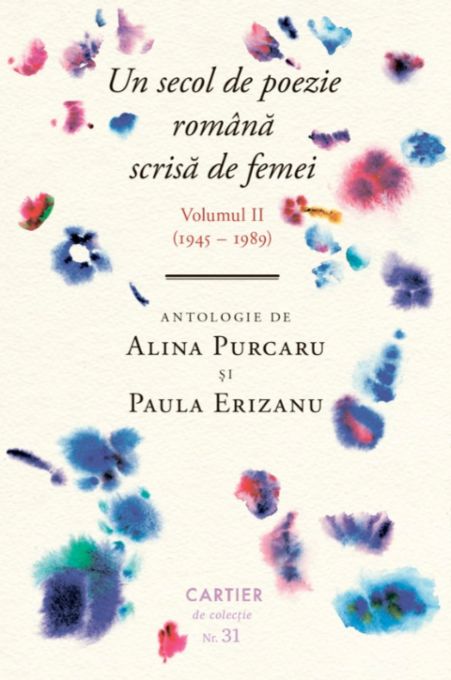 Un secol de poezie
română
scrisă de femei
Volumul II
(1945 – 1989)
ANTOLOGIE DE
ALINA PURCARU
ȘI
PAULA ERIZANU
CARTIER
de colecție
Nr. 31